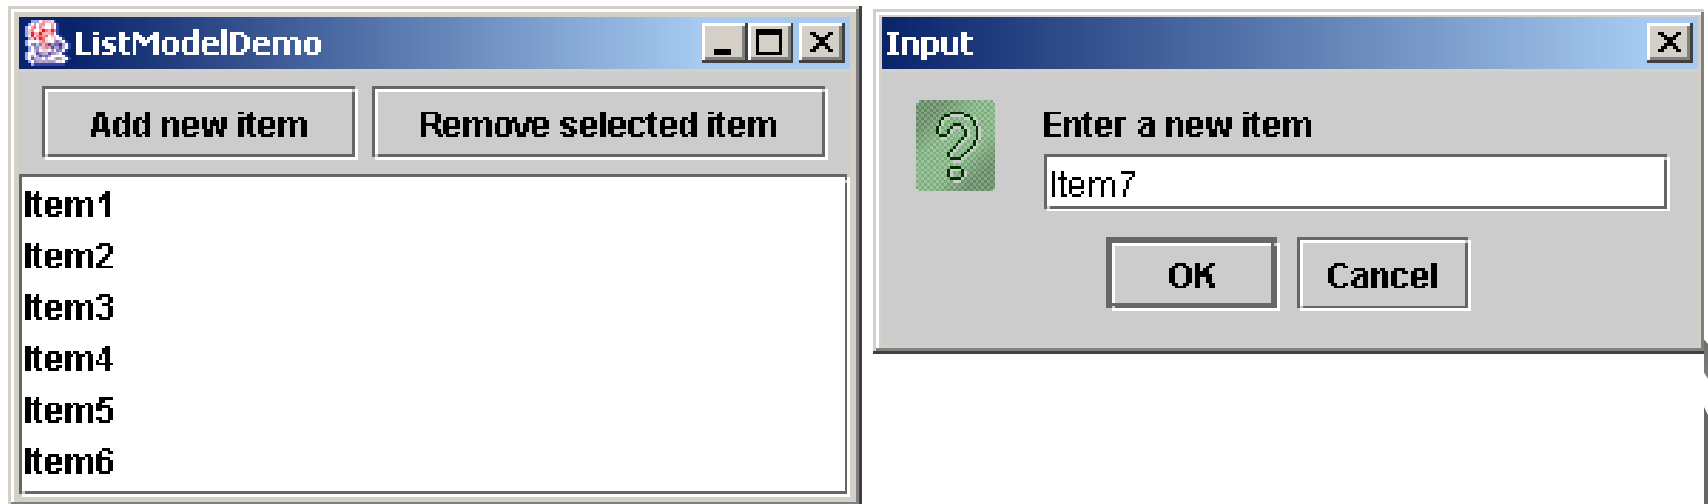 ListModelDemo
Add new item Remove selected item
Item1
Item2
Item3
Item4
Item5
Item6
Input
Enter a new item
Item7
OK Cancel